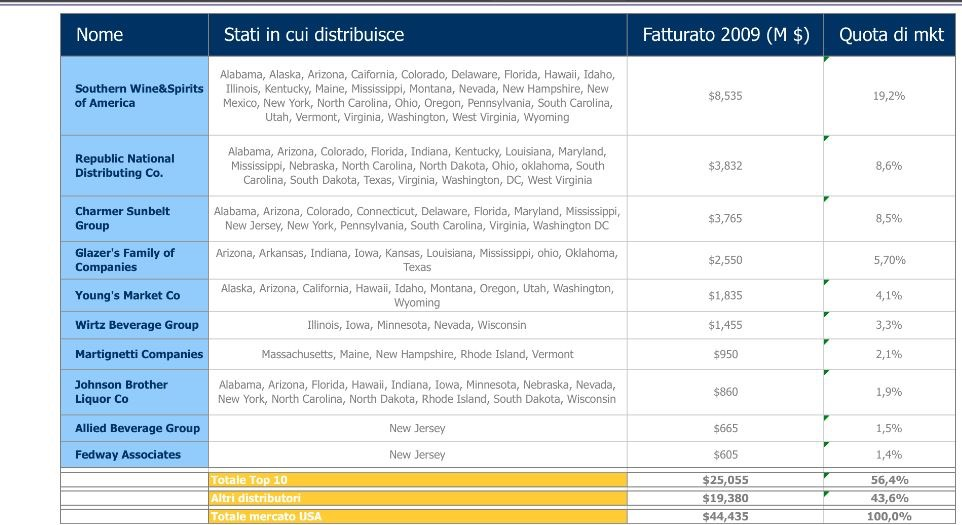 Nome Stati in cui distribuisce Fatturato 2009 (M $) Quota di mkt
Southern Wine&Spirits
of America
Alabama, Alaska, Arizona, Caifornia, Colorado, Delaware, Florida, Hawaii, Idaho,
Illinois, Kentucky, Maine, Mississippi, Montana, Nevada, New Hampshire, New
Mexico, New York, North Carolina, Ohio, Oregon, Pennsylvania, South Carolina,
Utah, Vermont, Virginia, Washington, West Virginia, Wyoming
$8,535 19,2%
Republic National
Distributing Co.
Alabama, Arizona, Colorado, Florida, Indiana, Kentucky, Louisiana, Maryland,
Mississippi, Nebraska, North Carolina, North Dakota, Ohio, oklahoma, South
Carolina, South Dakota, Texas, Virginia, Washington, DC, West Virginia
$3,832 8,6%
Charmer Sunbelt
Group
Alabama, Arizona, Colorado, Connecticut, Delaware, Florida, Maryland, Mississippi,
New Jersey, New York, Pennsylvania, South Carolina, Virginia, Washington DC
$3,765 8,5%
Glazer's Family of
Companies
Arizona, Arkansas, Indiana, Iowa, Kansas, Louisiana, Mississippi, ohio, Oklahoma,
Texas
$2,550 5,70%
Young's Market Co
Alaska, Arizona, California, Hawaii, Idaho, Montana, Oregon, Utah, Washington,
Wyoming
$1,835 4,1%
Wirtz Beverage Group Illinois, Iowa, Minnesota, Nevada, Wisconsin $1,455 3,3%
Martignetti Companies Massachusetts, Maine, New Hampshire, Rhode Island, Vermont $950 2,1%
Johnson Brother
Liquor Co
Alabama, Arizona, Florida, Hawaii, Indiana, Iowa, Minnesota, Nebraska, Nevada,
New York, North Carolina, North Dakota, Rhode Island, South Dakota, Wisconsin
$860 1,9%
Allied Beverage Group New Jersey $665 1,5%
Fedway Associates New Jersey $605 1,4%
Totale Top 10 $25,055 56,4%
Altri distributori $19,380 43,6%
Totale mercato USA $44,435 100,0%